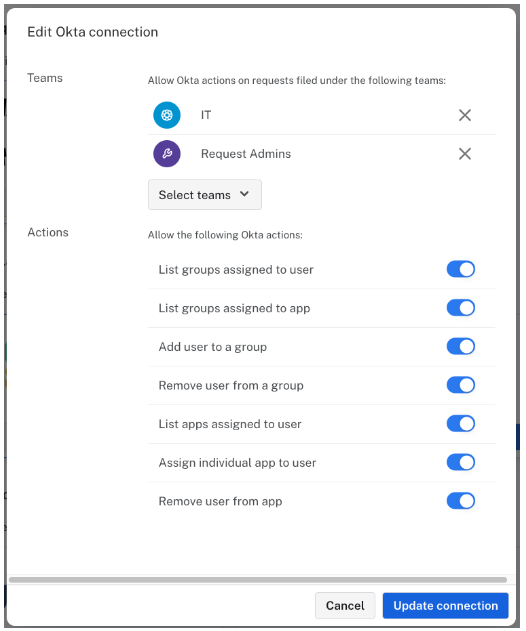 Edit Okta connection
Teams
Allow Okta actions on requests filed under the following teams:
IT
Request Admins
Select teams
Actions
Allow the following Okta actions:
List groups assigned to user
List groups assigned to app
Add user to a group
Remove user from a group
List apps assigned to user
Assign individual app to user
Remove user from app
Cancel
Update connection